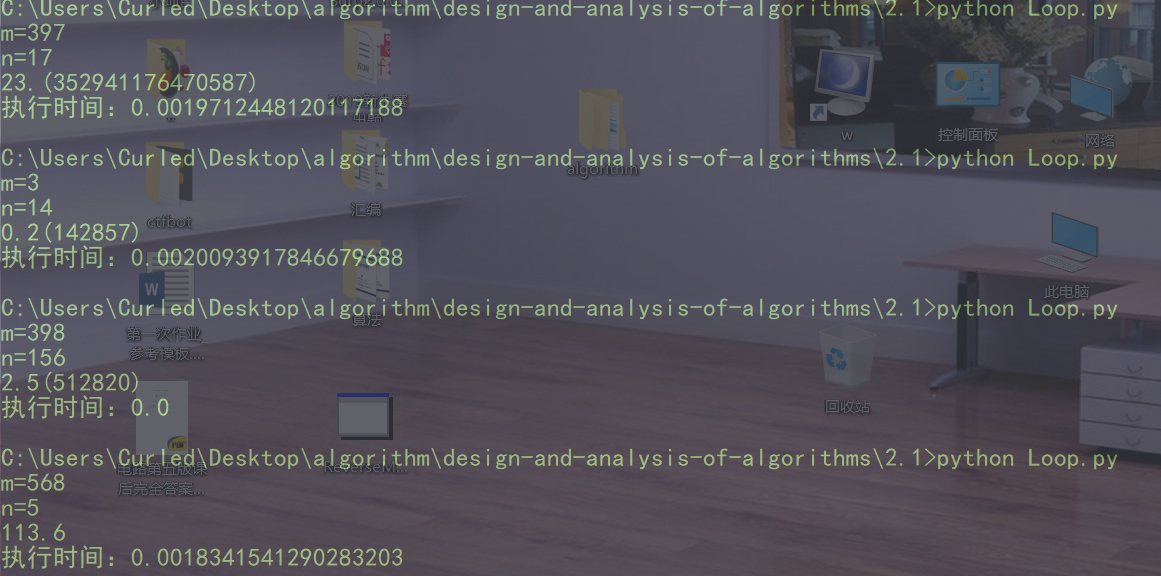 C:\Users\Curled\Desktop\algorithm\design-and-analysis-of-algorithms\2.1>python Loop.py
m=397
n=17
23.(352941176470587)
执行时间：0.0019712448120117188
C:\Users\Curled\Desktop\algorithm\design-and-analysis-of-algorithms\2.1>python Loop.py
m=3
n=14
0.2(142857)
执行时间：0.0020093917846679688
C:\Users\Curled\Desktop\algorithm\design-and-analysis-of-algorithms\2.1>python Loop.py
m=398
n=156
2.5(512820)
执行时间：0.0
C:\Users\Curled\Desktop\algorithm\design-and-analysis-of-algorithms\2.1>python Loop.py
m=568
n=5
113.6
执行时间：0.0018341541290283203
w
控制面板
网络
algorithm
ctfbot
汇编
此电脑
第一次作业
参考模板....
算法
回收站
电路第五版课
后完全答案...
ReverseM...